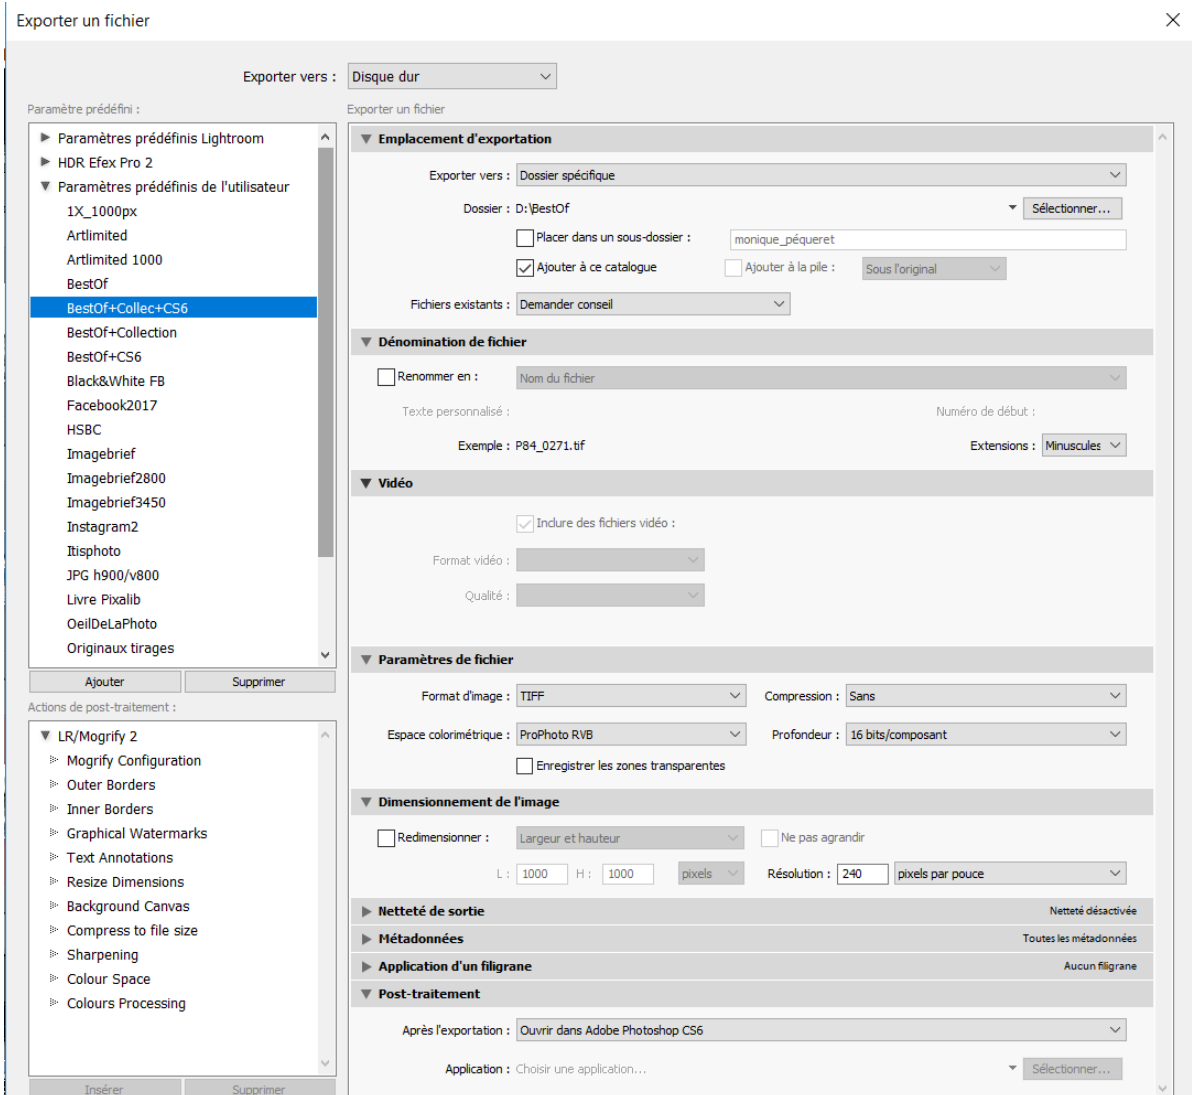 Exporter un fichier
Exporter vers : Disque dur
Paramètre prédéfini :
Paramètres prédéfinis Lightroom
HDR Efex Pro 2
Paramètres prédéfinis de l'utilisateur
1X_1000px
Artlimited
Artlimited 1000
BestOf
BestOf+Collec+CS6
BestOf+Collection
BestOf+CS6
Black&White FB
Facebook2017
HSBC
Imagebrief
Imagebrief2800
Imagebrief3450
Instagram2
Itisphoto
JPG h900/v800
Livre Pixalib
OeilDeLaPhoto
Originaux tirages
Ajouter Supprimer
Actions de post-traitement :
LR/Mogrify 2
Mogrify Configuration
Outer Borders
Inner Borders
Graphical Watermarks
Text Annotations
Resize Dimensions
Background Canvas
Compress to file size
Sharpening
Colour Space
Colours Processing
Insérer Supprimer
Exporter un fichier
Emplacement d'exportation
Exporter vers : Dossier spécifique
Dossier : D:\BestOf Sélectionner...
Placer dans un sous-dossier : monique_péqueret
Ajouter à ce catalogue Ajouter à la pile : Sous l'original
Fichiers existants : Demander conseil
Dénomination de fichier
Renommer en : Nom du fichier
Texte personnalisé : Numéro de début :
Exemple : P84_0271.tif Extensions : Minuscules
Vidéo
Inclure des fichiers vidéo :
Format vidéo :
Qualité :
Paramètres de fichier
Format d'image : TIFF Compression : Sans
Espace colorimétrique : ProPhoto RVB Profondeur : 16 bits/composant
Enregistrer les zones transparentes
Dimensionnement de l'image
Redimensionner : Largeur et hauteur Ne pas agrandir
L : 1000 H : 1000 pixels Résolution : 240 pixels par pouce
Netteté de sortie Netteté désactivée
Métadonnées Toutes les métadonnées
Application d'un filigrane Aucun filigrane
Post-traitement
Après l'exportation : Ouvrir dans Adobe Photoshop CS6
Application : Choisir une application... Sélectionner...